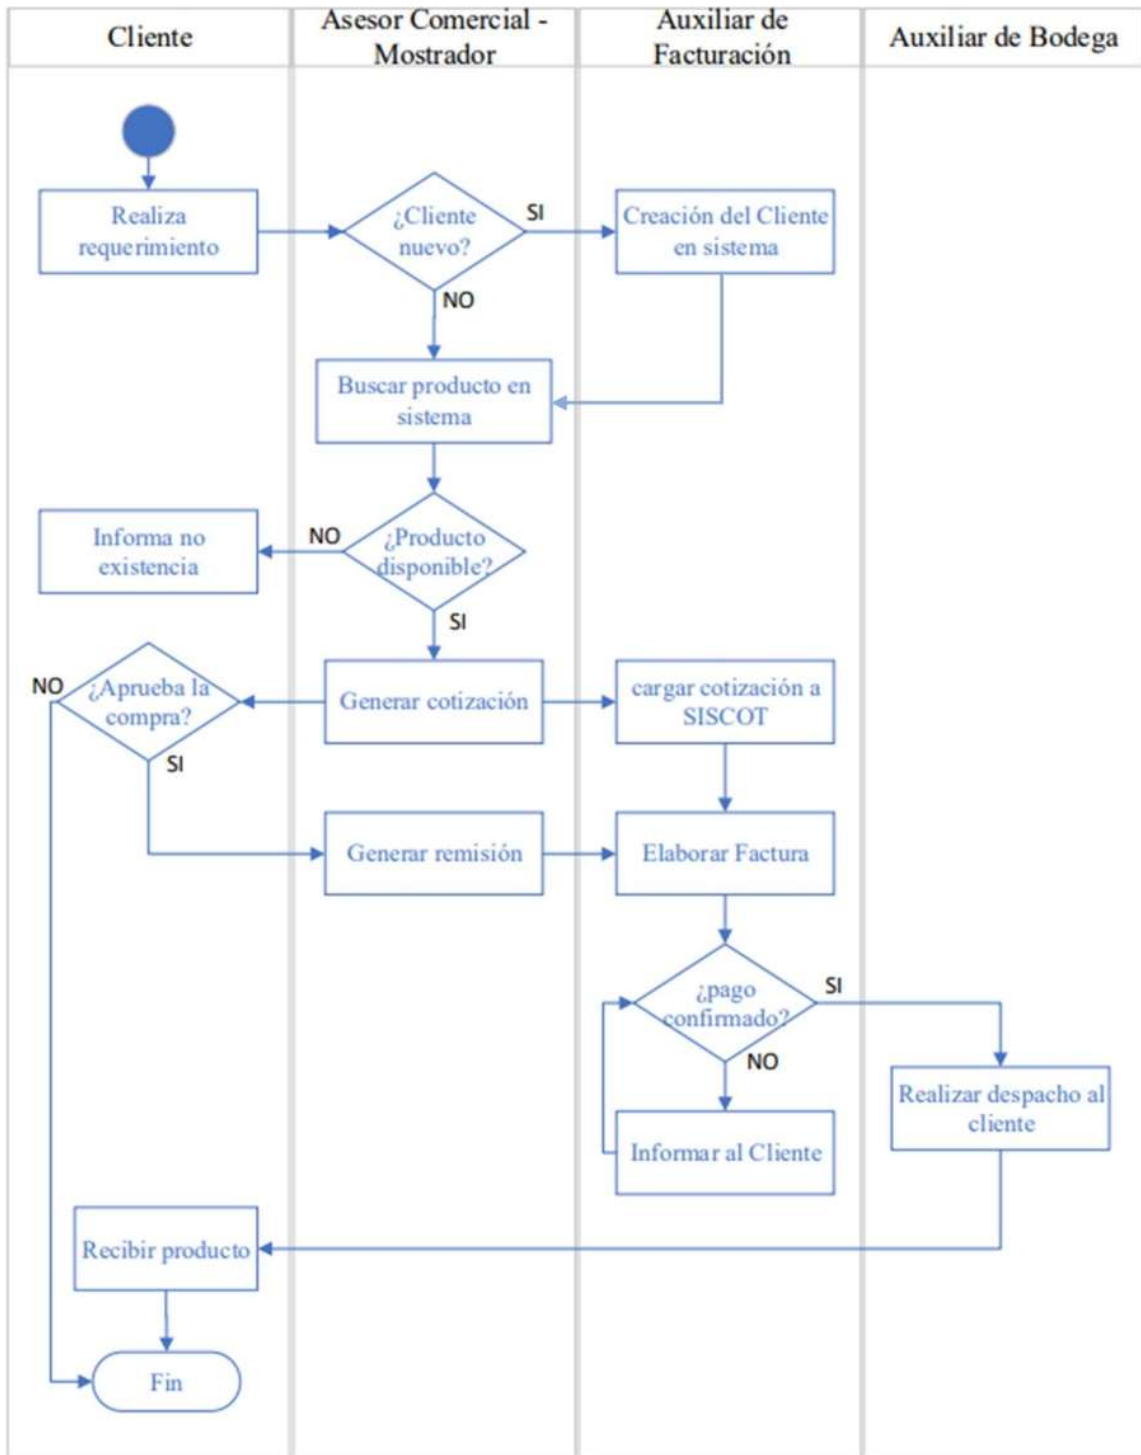 Cliente
Asesor Comercial -
Mostrador
Auxiliar de
Facturación
Auxiliar de Bodega
Realiza
requerimiento
¿Cliente
nuevo?
SI
Creación del Cliente
en sistema
NO
Buscar producto en
sistema
Informa no
existencia
NO
¿Producto
disponible?
SI
NO
¿Aprueba la
compra?
Generar cotización
cargar cotización a
SISCOT
SI
Generar remisión
Elaborar Factura
¿pago
confirmado?
SI
NO
Realizar despacho al
cliente
Informar al Cliente
Recibir producto
Fin